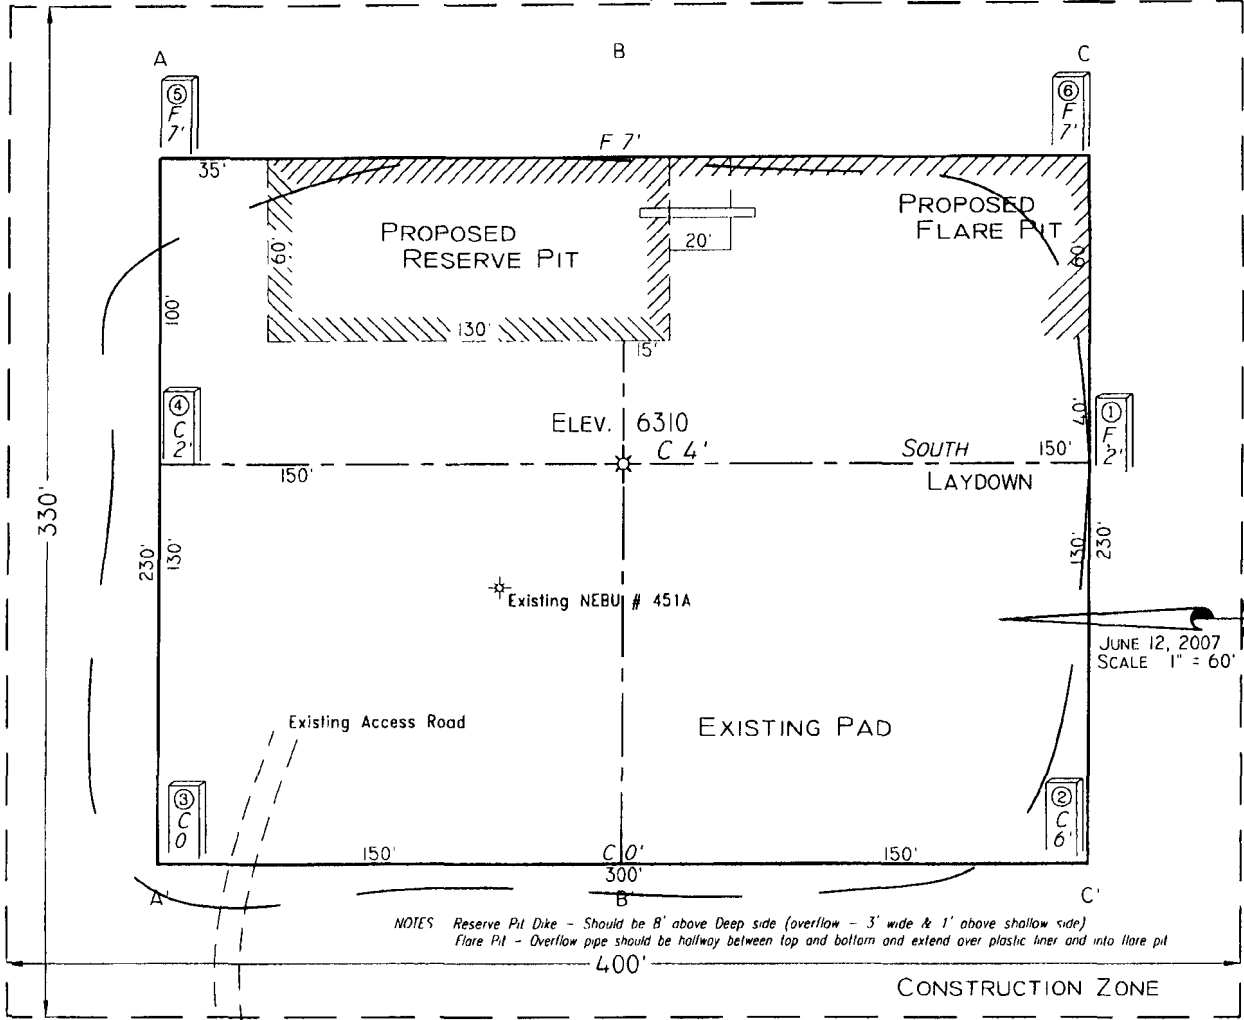 A
B
C
⑤
F
7'
⑥
F
7'
F 7'
35'
PROPOSED
RESERVE PIT
60'
20'
PROPOSED
FLARE PIT
60'
100'
130'
15'
④
C
2'
ELEV. 6310
C 4'
40'
①
F
2'
150'
SOUTH
150'
LAYDOWN
330'
230'
130'
130'
230'
Existing NEBU # 451A
JUNE 12, 2007
SCALE 1" = 60'
Existing Access Road
EXISTING PAD
③
C
0
②
C
6'
150'
C 0'
150'
300'
A'
B'
C'
NOTES Reserve Pit Dike - Should be 8' above Deep side (overflow - 3' wide & 1' above shallow side)
Flare Pit - Overflow pipe should be halfway between top and bottom and extend over plastic liner and into flare pit
400'
CONSTRUCTION ZONE